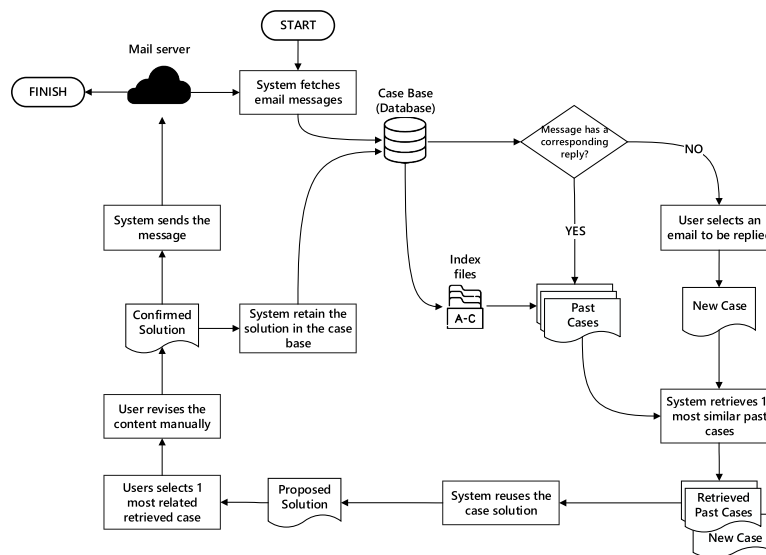 START
Mail server
FINISH
System fetches
email messages
Case Base
(Database)
Message has a
corresponding
reply?
NO
System sends the
message
YES
User selects an
email to be replied
Index
files
A-C
Past
Cases
New Case
Confirmed
Solution
System retain the
solution in the case
base
User revises the
content manually
System retrieves 1
most similar past
cases
Users selects 1
most related
retrieved case
Proposed
Solution
System reuses the
case solution
Retrieved
Past Cases
New Case